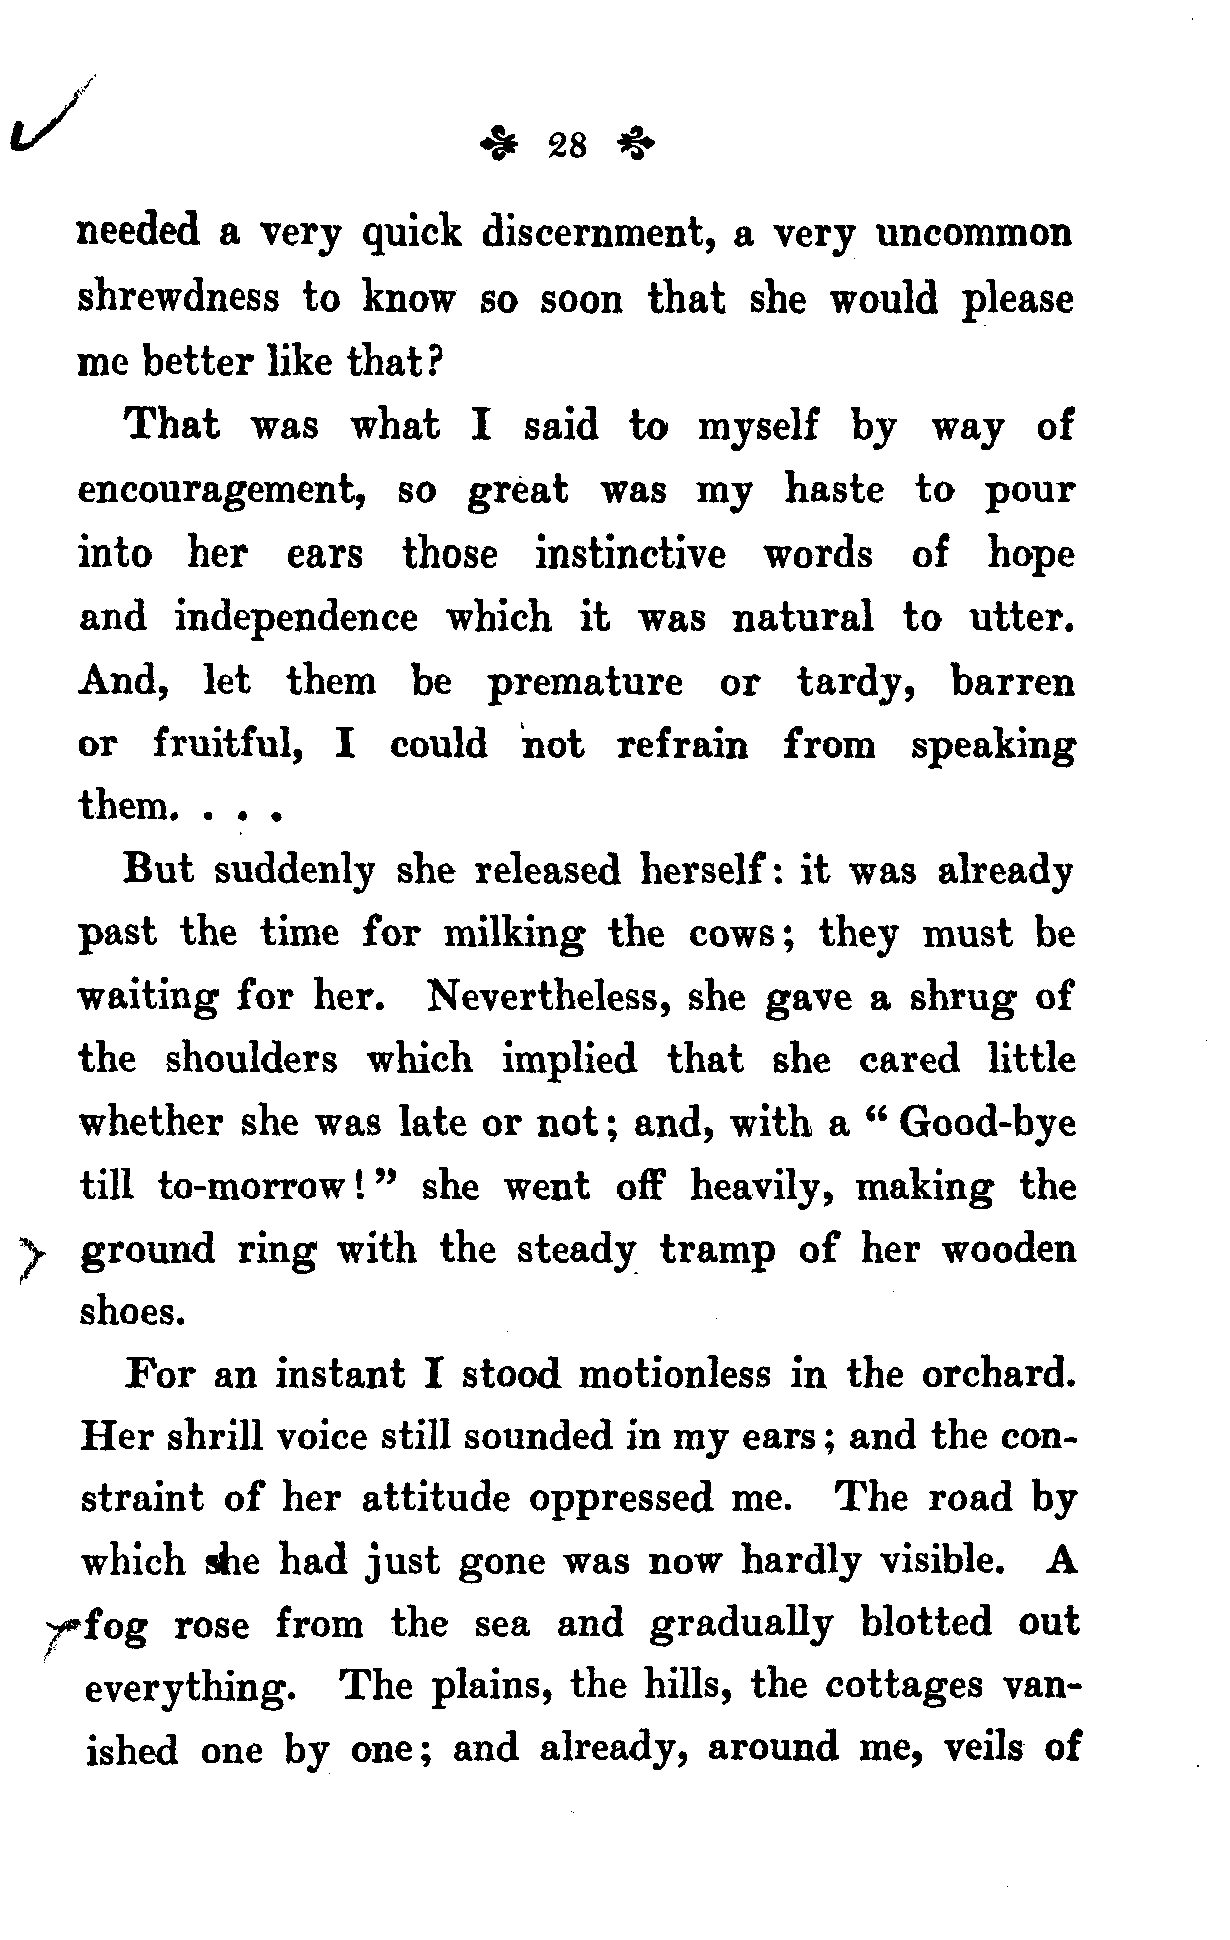 28
needed a very quick discernment, a very uncommon
shrewdness to know so soon that she would please
me better like that?
That was what I said to myself by way of
encouragement, so great was my haste to pour
into her ears those instinctive words of hope
and independence which it was natural to utter.
And, let them be premature or tardy, barren
or fruitful, I could not refrain from speaking
them. . . .
But suddenly she released herself: it was already
past the time for milking the cows; they must be
waiting for her. Nevertheless, she gave a shrug of
the shoulders which implied that she cared little
whether she was late or not; and, with a “ Good-bye
till to-morrow! ” she went off heavily, making the
ground ring with the steady tramp of her wooden
shoes.
For an instant I stood motionless in the orchard.
Her shrill voice still sounded in my ears; and the con-
straint of her attitude oppressed me. The road by
which she had just gone was now hardly visible. A
fog rose from the sea and gradually blotted out
everything. The plains, the hills, the cottages van-
ished one by one; and already, around me, veils of